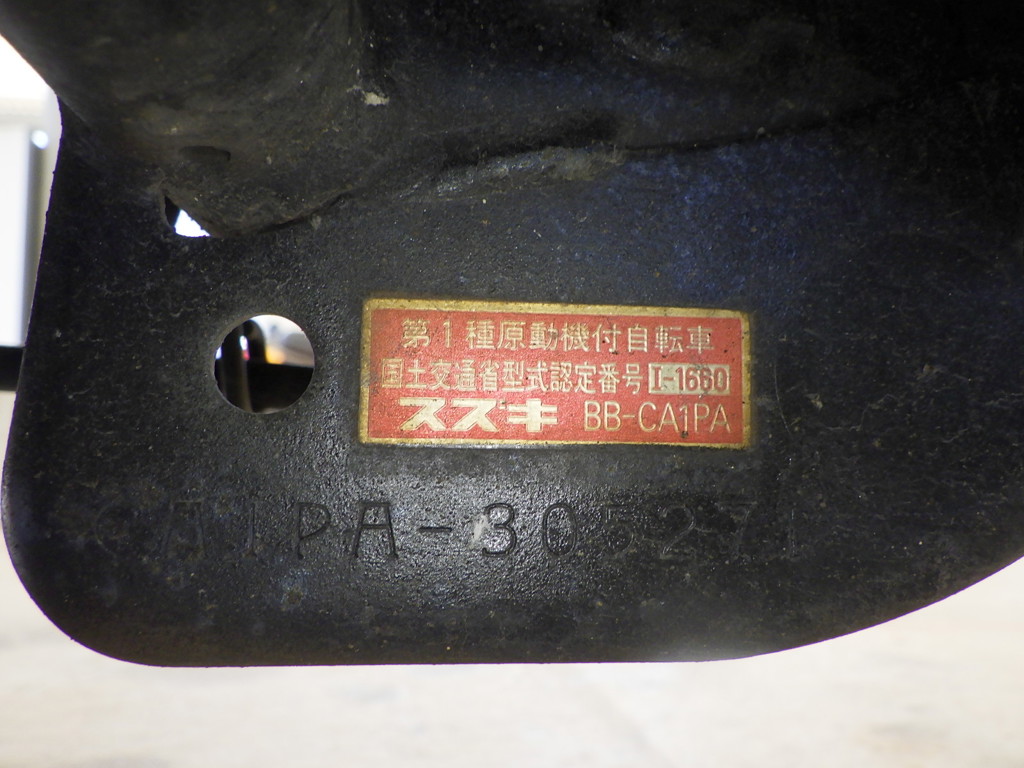 第1種原動機付自転車
国土交通省型式認定番号 I-1660
スズキ BB-CA1PA
CA1PA-305271